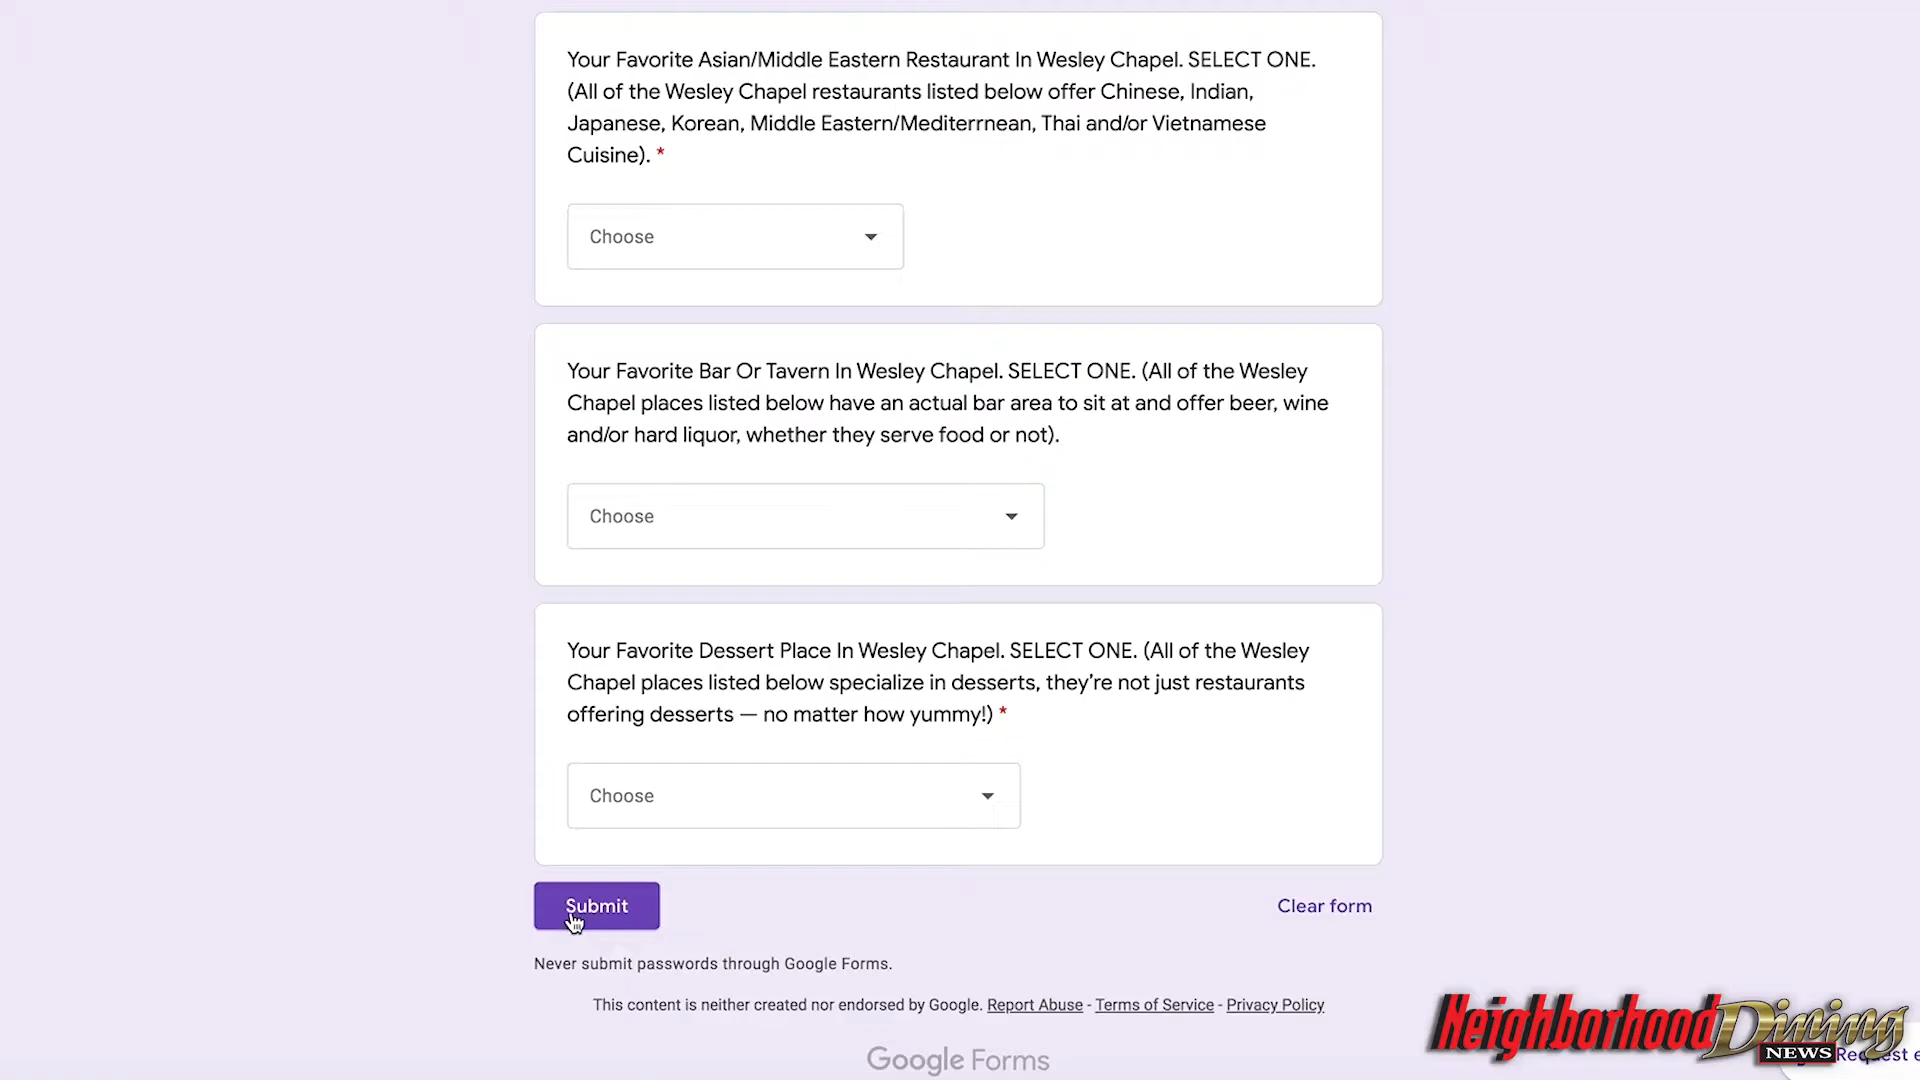 Your Favorite Asian/Middle Eastern Restaurant In Wesley Chapel. SELECT ONE.
(All of the Wesley Chapel restaurants listed below offer Chinese, Indian,
Japanese, Korean, Middle Eastern/Mediterrnean, Thai and/or Vietnamese
Cuisine). *
Choose
Your Favorite Bar Or Tavern In Wesley Chapel. SELECT ONE. (All of the Wesley
Chapel places listed below have an actual bar area to sit at and offer beer, wine
and/or hard liquor, whether they serve food or not).
Choose
Your Favorite Dessert Place In Wesley Chapel. SELECT ONE. (All of the Wesley
Chapel places listed below specialize in desserts, they’re not just restaurants
offering desserts — no matter how yummy!) *
Choose
Submit
Clear form
Never submit passwords through Google Forms.
This content is neither created nor endorsed by Google. Report Abuse - Terms of Service - Privacy Policy
Google Forms
Neighborhood Dining
NEWS
Request e